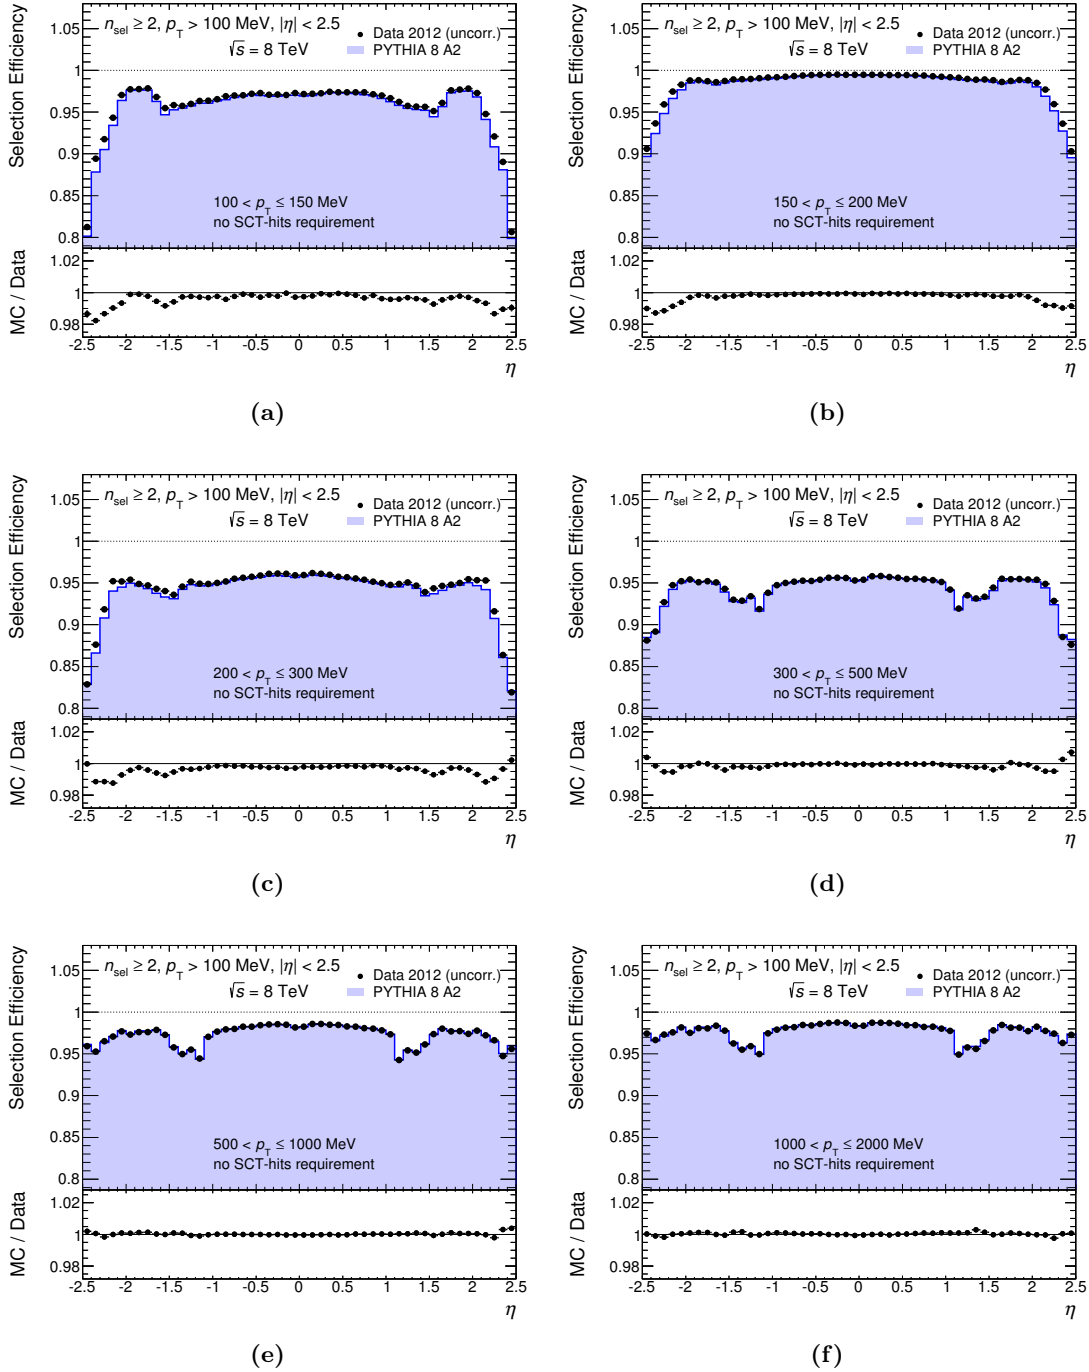 n_sel ≥ 2, p_T > 100 MeV, |η| < 2.5
√s = 8 TeV
Data 2012 (uncorr.)
PYTHIA 8 A2
Selection Efficiency
1.05
1
0.95
0.9
0.85
0.8
100 < p_T ≤ 150 MeV
no SCT-hits requirement
MC / Data
1.02
1
0.98
-2.5 -2 -1.5 -1 -0.5 0 0.5 1 1.5 2 2.5
η
(a)
n_sel ≥ 2, p_T > 100 MeV, |η| < 2.5
√s = 8 TeV
Data 2012 (uncorr.)
PYTHIA 8 A2
Selection Efficiency
1.05
1
0.95
0.9
0.85
0.8
150 < p_T ≤ 200 MeV
no SCT-hits requirement
MC / Data
1.02
1
0.98
-2.5 -2 -1.5 -1 -0.5 0 0.5 1 1.5 2 2.5
η
(b)
n_sel ≥ 2, p_T > 100 MeV, |η| < 2.5
√s = 8 TeV
Data 2012 (uncorr.)
PYTHIA 8 A2
Selection Efficiency
1.05
1
0.95
0.9
0.85
0.8
200 < p_T ≤ 300 MeV
no SCT-hits requirement
MC / Data
1.02
1
0.98
-2.5 -2 -1.5 -1 -0.5 0 0.5 1 1.5 2 2.5
η
(c)
n_sel ≥ 2, p_T > 100 MeV, |η| < 2.5
√s = 8 TeV
Data 2012 (uncorr.)
PYTHIA 8 A2
Selection Efficiency
1.05
1
0.95
0.9
0.85
0.8
300 < p_T ≤ 500 MeV
no SCT-hits requirement
MC / Data
1.02
1
0.98
-2.5 -2 -1.5 -1 -0.5 0 0.5 1 1.5 2 2.5
η
(d)
n_sel ≥ 2, p_T > 100 MeV, |η| < 2.5
√s = 8 TeV
Data 2012 (uncorr.)
PYTHIA 8 A2
Selection Efficiency
1.05
1
0.95
0.9
0.85
0.8
500 < p_T ≤ 1000 MeV
no SCT-hits requirement
MC / Data
1.02
1
0.98
-2.5 -2 -1.5 -1 -0.5 0 0.5 1 1.5 2 2.5
η
(e)
n_sel ≥ 2, p_T > 100 MeV, |η| < 2.5
√s = 8 TeV
Data 2012 (uncorr.)
PYTHIA 8 A2
Selection Efficiency
1.05
1
0.95
0.9
0.85
0.8
1000 < p_T ≤ 2000 MeV
no SCT-hits requirement
MC / Data
1.02
1
0.98
-2.5 -2 -1.5 -1 -0.5 0 0.5 1 1.5 2 2.5
η
(f)